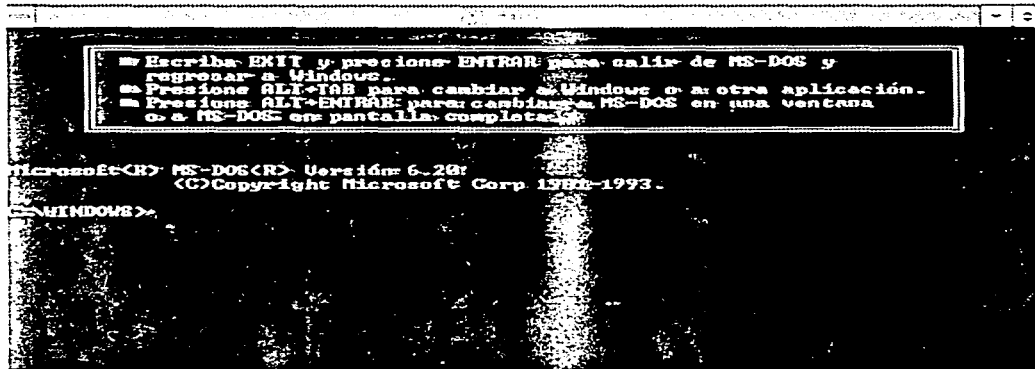 ■ Escriba EXIT y presione ENTRAR para salir de MS-DOS y
regresar a Windows.
■ Presione ALT+TAB para cambiar a Windows o a otra aplicación.
■ Presione ALT+ENTRAR para cambiar a MS-DOS en una ventana
o a MS-DOS en pantalla completa.
Microsoft(R) MS-DOS(R) Versión 6.20
(C)Copyright Microsoft Corp 1981-1993.
C:\WINDOWS>